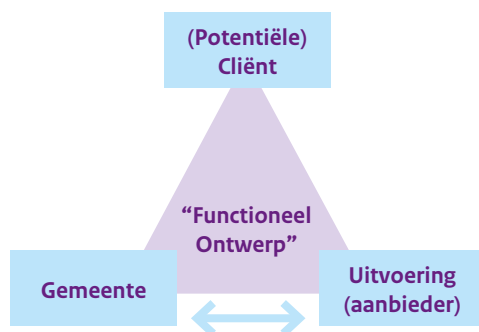 (Potentiële)
Cliënt
“Functioneel
Ontwerp”
Gemeente
Uitvoering
(aanbieder)